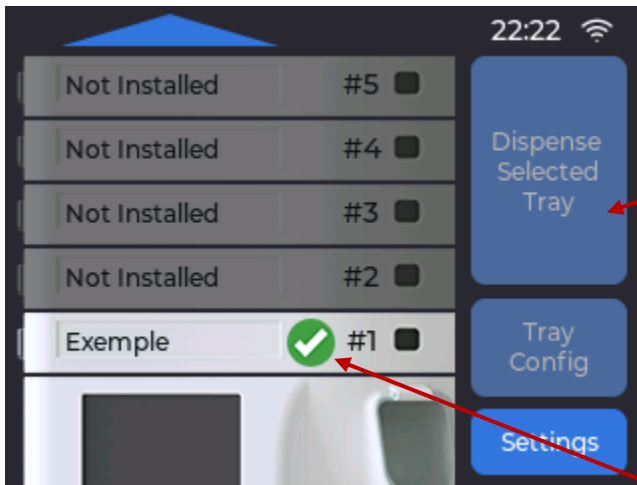 22:22
Not Installed #5
Not Installed #4
Not Installed #3
Not Installed #2
Exemple #1
Dispense
Selected
Tray
Tray
Config
Settings